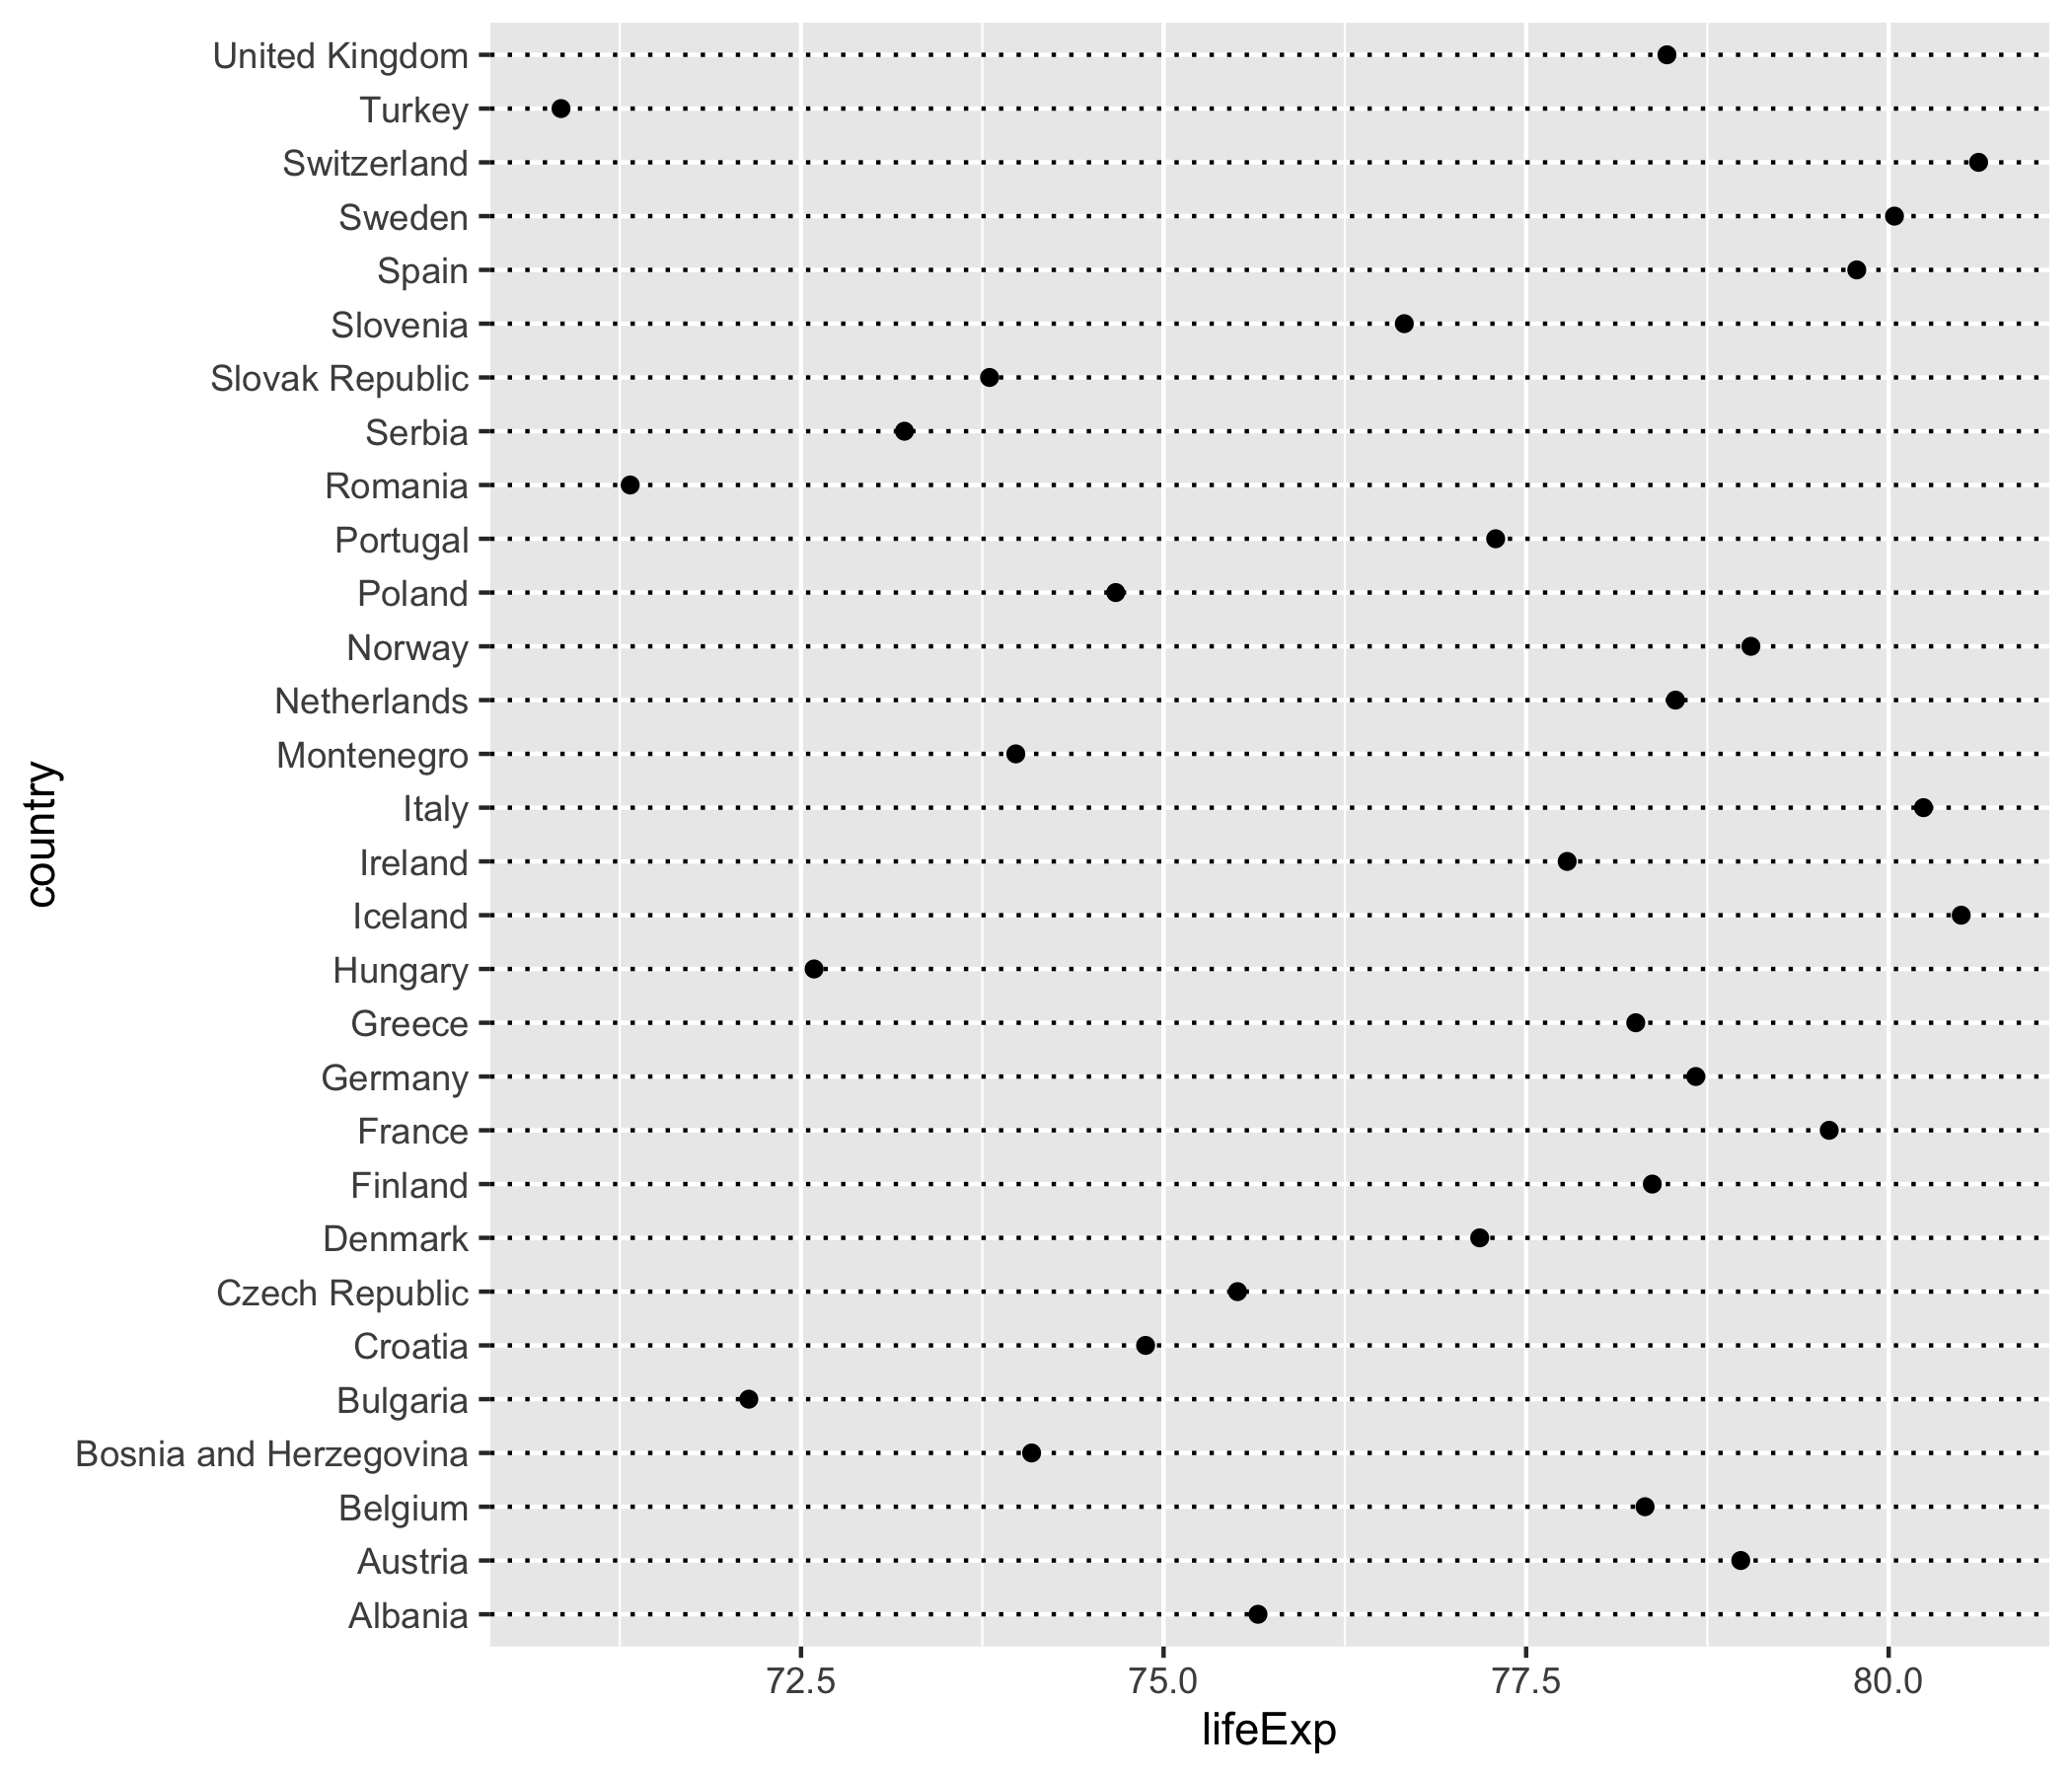 United Kingdom
Turkey
Switzerland
Sweden
Spain
Slovenia
Slovak Republic
Serbia
Romania
Portugal
Poland
Norway
Netherlands
Montenegro
Italy
Ireland
Iceland
Hungary
Greece
Germany
France
Finland
Denmark
Czech Republic
Croatia
Bulgaria
Bosnia and Herzegovina
Belgium
Austria
Albania
country
72.5 75.0 77.5 80.0
lifeExp